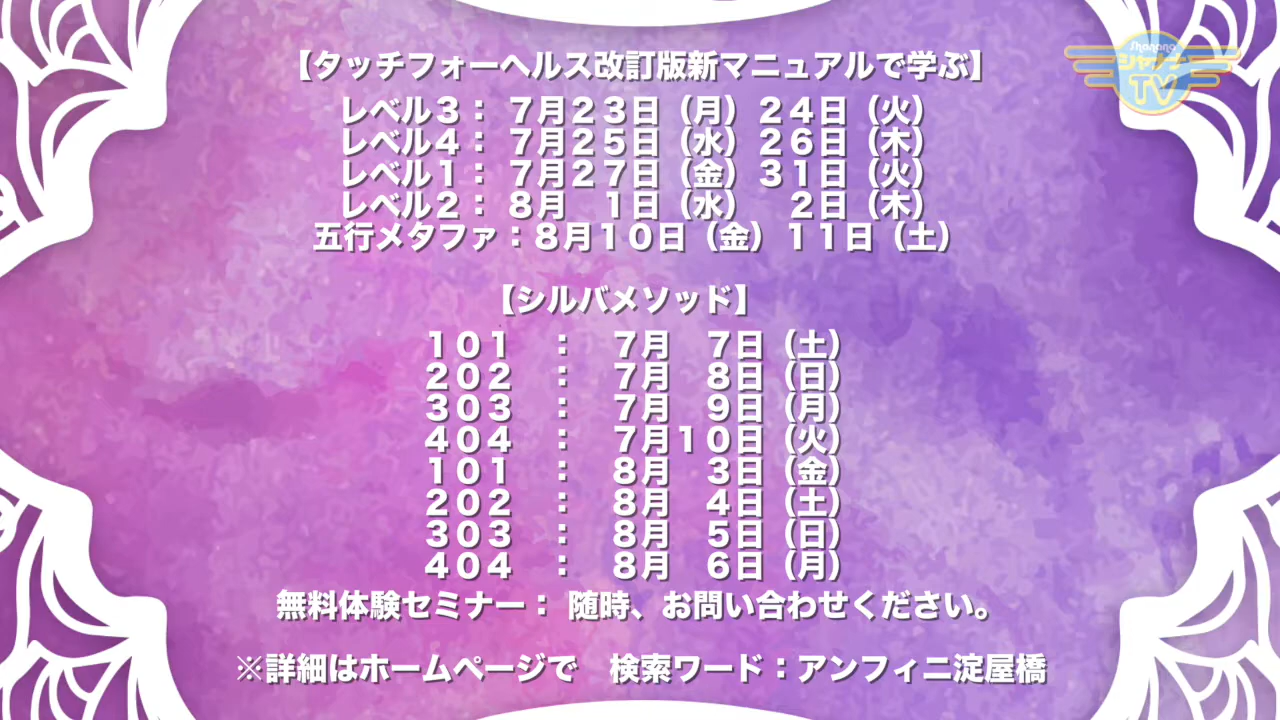 【タッチフォーヘルス改訂版新マニュアルで学ぶ】
Shanana
シャナナ
TV
レベル3： 7月23日（月）24日（火）
レベル4： 7月25日（水）26日（木）
レベル1： 7月27日（金）31日（火）
レベル2： 8月　1日（水）　2日（木）
五行メタファ：8月10日（金）11日（土）
【シルバメソッド】
101　：　7月　7日（土）
202　：　7月　8日（日）
303　：　7月　9日（月）
404　：　7月10日（火）
101　：　8月　3日（金）
202　：　8月　4日（土）
303　：　8月　5日（日）
404　：　8月　6日（月）
無料体験セミナー： 随時、お問い合わせください。
※詳細はホームページで　検索ワード：アンフィニ淀屋橋